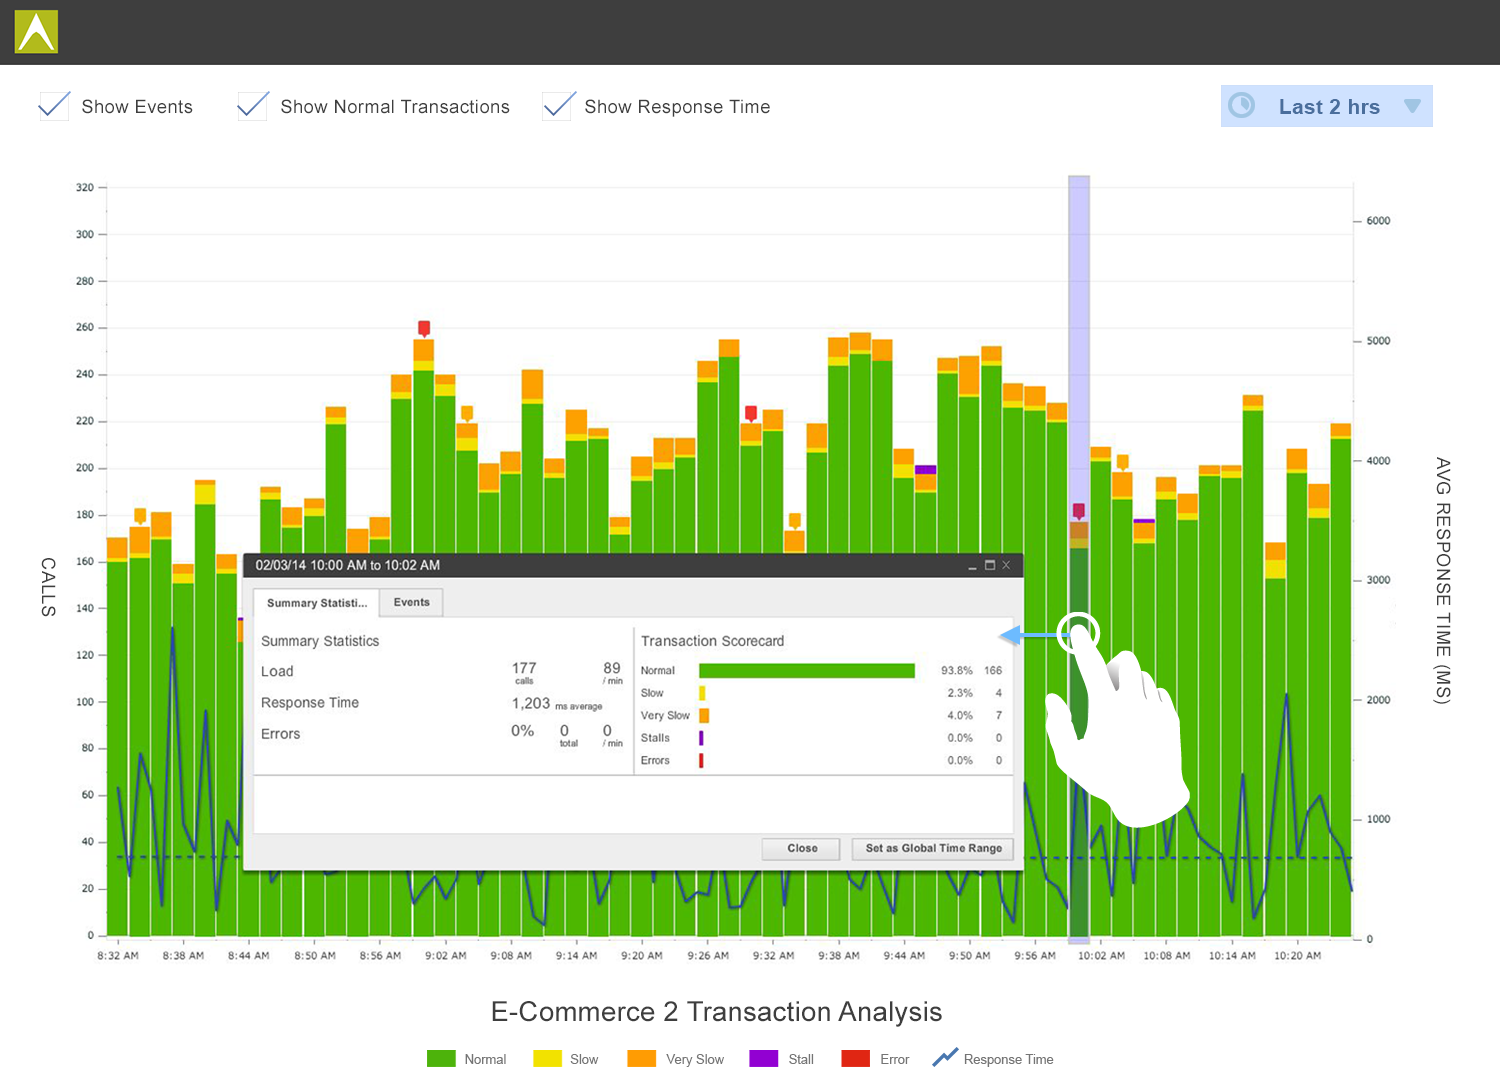 Show Events
Show Normal Transactions
Show Response Time
Last 2 hrs
320
300
280
260
240
220
200
180
160
140
120
100
80
60
40
20
0
CALLS
6000
5000
4000
3000
2000
1000
0
AVG RESPONSE TIME (MS)
02/03/14 10:00 AM to 10:02 AM
Summary Statisti...
Events
Summary Statistics
Load 177 calls 89 / min
Response Time 1,203 ms average
Errors 0% 0 total 0 / min
Transaction Scorecard
Normal 93.8% 166
Slow 2.3% 4
Very Slow 4.0% 7
Stalls 0.0% 0
Errors 0.0% 0
Close
Set as Global Time Range
8:32 AM 8:38 AM 8:44 AM 8:50 AM 8:56 AM 9:02 AM 9:08 AM 9:14 AM 9:20 AM 9:26 AM 9:32 AM 9:38 AM 9:44 AM 9:50 AM 9:56 AM 10:02 AM 10:08 AM 10:14 AM 10:20 AM
E-Commerce 2 Transaction Analysis
Normal Slow Very Slow Stall Error Response Time